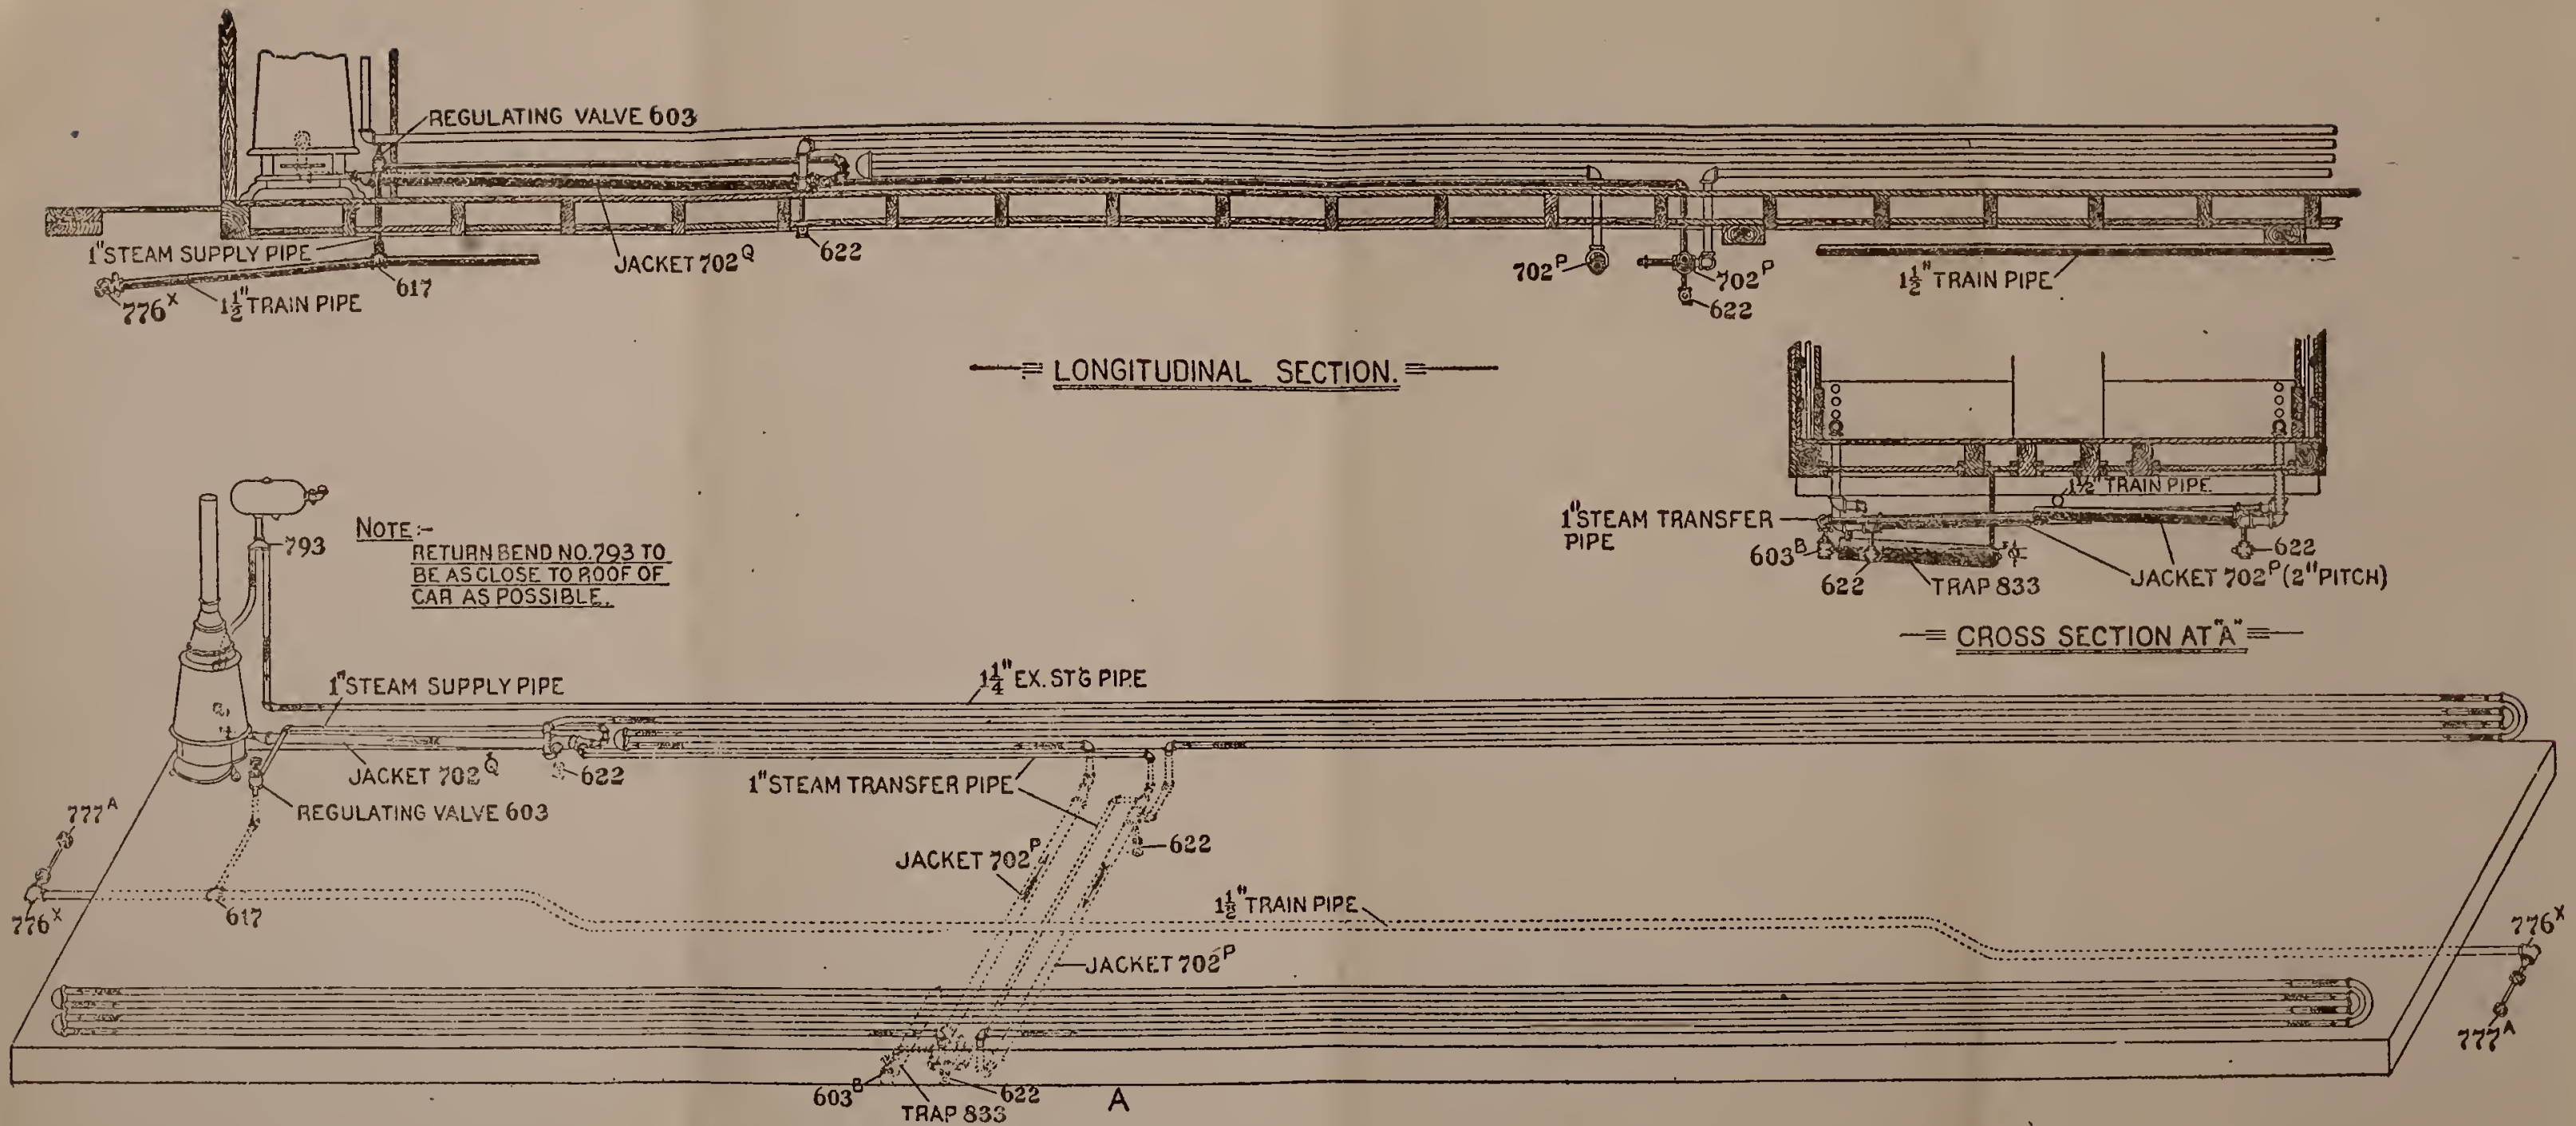 REGULATING VALVE 603
1" STEAM SUPPLY PIPE
JACKET 702Q
622
702P
702P
1½" TRAIN PIPE
776X
1½" TRAIN PIPE
617
622
LONGITUDINAL SECTION.
1½" TRAIN PIPE
1" STEAM TRANSFER
PIPE
603B
622
622
TRAP 833
JACKET 702P (2" PITCH)
CROSS SECTION AT "A"
793
NOTE:-
RETURN BEND NO. 793 TO
BE AS CLOSE TO ROOF OF
CAR AS POSSIBLE.
1" STEAM SUPPLY PIPE
1¼" EX. ST'G PIPE
JACKET 702Q
622
1" STEAM TRANSFER PIPE
REGULATING VALVE 603
777A
JACKET 702P
622
776X
617
1½" TRAIN PIPE
776X
JACKET 702P
777A
603B
622
A
TRAP 833